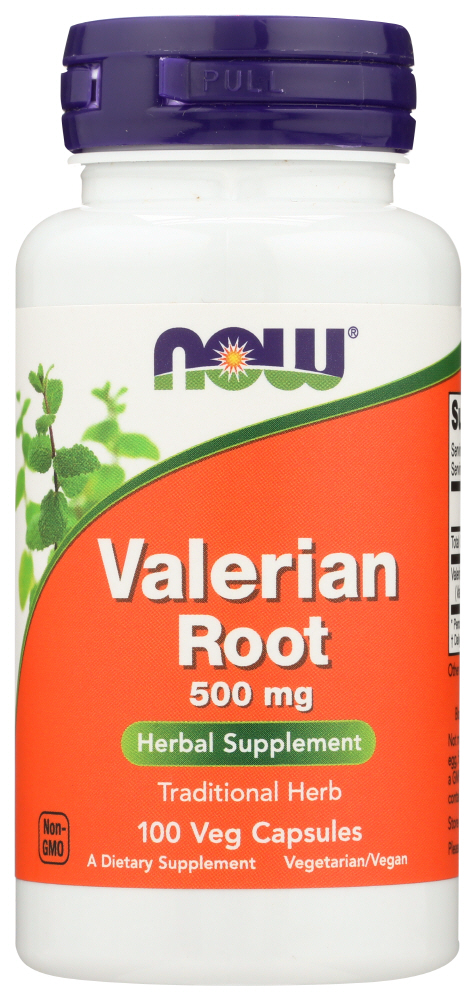 PULL
NOW®
Valerian
Root
500 mg
Herbal Supplement
Traditional Herb
100 Veg Capsules
Non-
GMO
A Dietary Supplement Vegetarian/Vegan